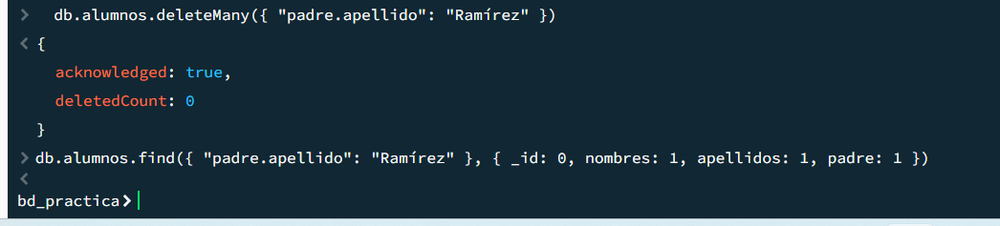 > db.alumnos.deleteMany({ "padre.apellido": "Ramírez" })
< {
acknowledged: true,
deletedCount: 0
}
> db.alumnos.find({ "padre.apellido": "Ramírez" }, { _id: 0, nombres: 1, apellidos: 1, padre: 1 })
<
bd_practica>